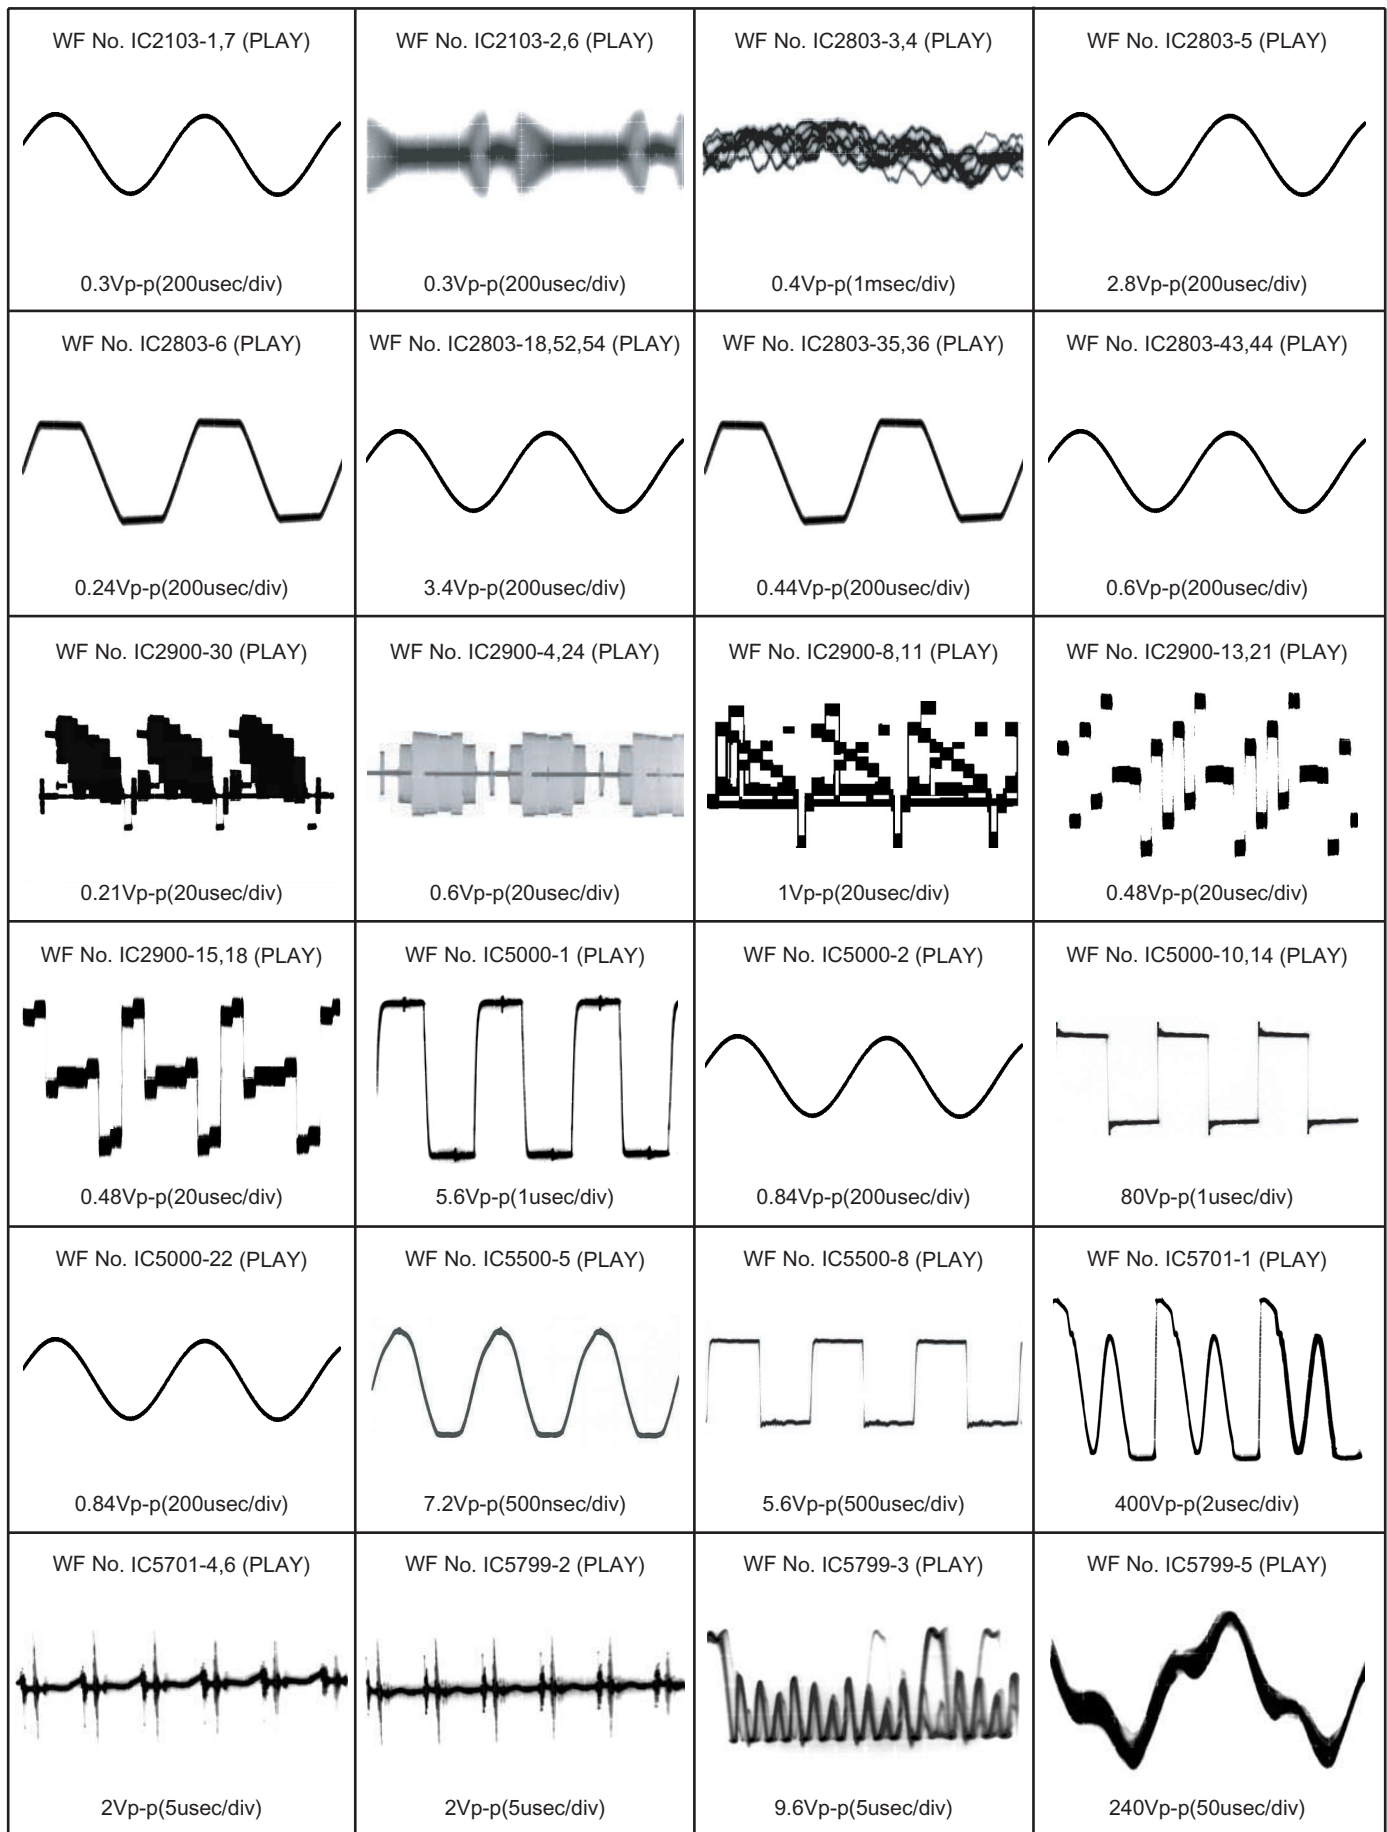 WF No. IC2103-1,7 (PLAY)
0.3Vp-p(200usec/div)
WF No. IC2103-2,6 (PLAY)
0.3Vp-p(200usec/div)
WF No. IC2803-3,4 (PLAY)
0.4Vp-p(1msec/div)
WF No. IC2803-5 (PLAY)
2.8Vp-p(200usec/div)
WF No. IC2803-6 (PLAY)
0.24Vp-p(200usec/div)
WF No. IC2803-18,52,54 (PLAY)
3.4Vp-p(200usec/div)
WF No. IC2803-35,36 (PLAY)
0.44Vp-p(200usec/div)
WF No. IC2803-43,44 (PLAY)
0.6Vp-p(200usec/div)
WF No. IC2900-30 (PLAY)
0.21Vp-p(20usec/div)
WF No. IC2900-4,24 (PLAY)
0.6Vp-p(20usec/div)
WF No. IC2900-8,11 (PLAY)
1Vp-p(20usec/div)
WF No. IC2900-13,21 (PLAY)
0.48Vp-p(20usec/div)
WF No. IC2900-15,18 (PLAY)
0.48Vp-p(20usec/div)
WF No. IC5000-1 (PLAY)
5.6Vp-p(1usec/div)
WF No. IC5000-2 (PLAY)
0.84Vp-p(200usec/div)
WF No. IC5000-10,14 (PLAY)
80Vp-p(1usec/div)
WF No. IC5000-22 (PLAY)
0.84Vp-p(200usec/div)
WF No. IC5500-5 (PLAY)
7.2Vp-p(500nsec/div)
WF No. IC5500-8 (PLAY)
5.6Vp-p(500usec/div)
WF No. IC5701-1 (PLAY)
400Vp-p(2usec/div)
WF No. IC5701-4,6 (PLAY)
2Vp-p(5usec/div)
WF No. IC5799-2 (PLAY)
2Vp-p(5usec/div)
WF No. IC5799-3 (PLAY)
9.6Vp-p(5usec/div)
WF No. IC5799-5 (PLAY)
240Vp-p(50usec/div)